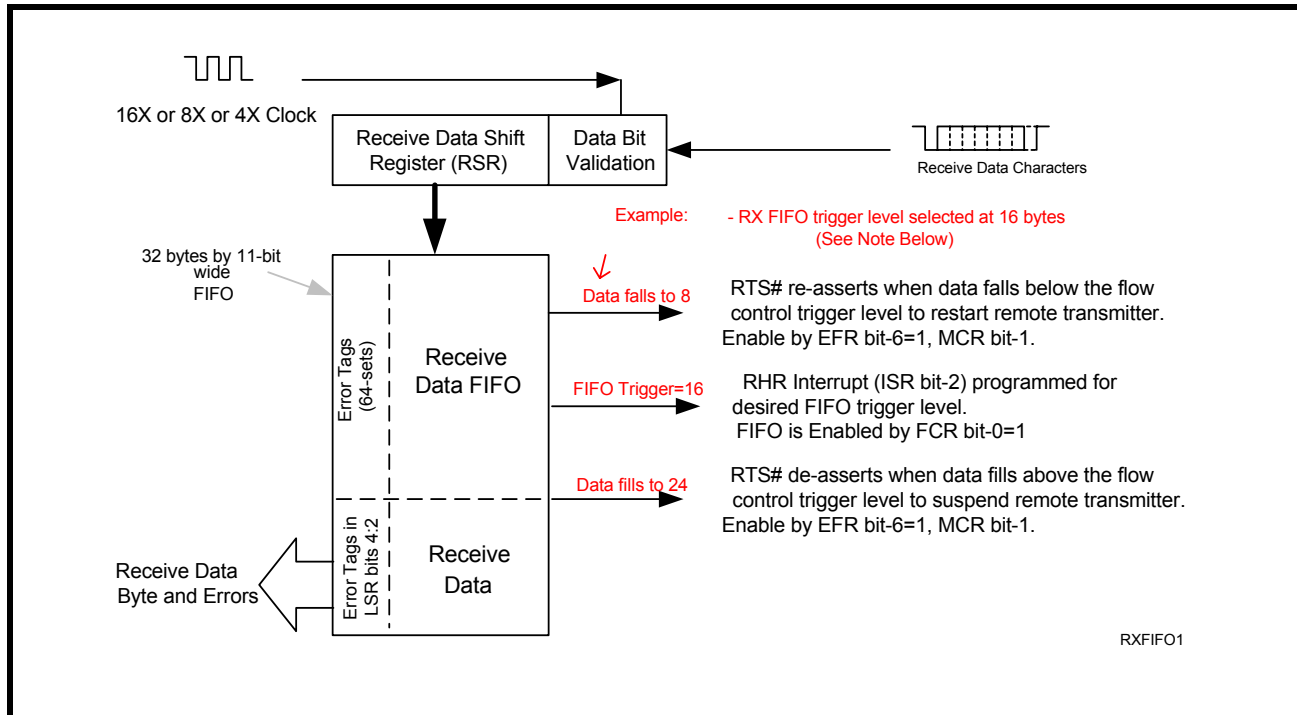 16X or 8X or 4X Clock
Receive Data Shift
Register (RSR)
Data Bit
Validation
Receive Data Characters
Example:
- RX FIFO trigger level selected at 16 bytes
(See Note Below)
32 bytes by 11-bit
wide
FIFO
Error Tags
(64-sets)
Receive
Data FIFO
Data falls to 8
RTS# re-asserts when data falls below the flow
control trigger level to restart remote transmitter.
Enable by EFR bit-6=1, MCR bit-1.
FIFO Trigger=16
RHR Interrupt (ISR bit-2) programmed for
desired FIFO trigger level.
FIFO is Enabled by FCR bit-0=1
Data fills to 24
RTS# de-asserts when data fills above the flow
control trigger level to suspend remote transmitter.
Enable by EFR bit-6=1, MCR bit-1.
Error Tags in
LSR bits 4:2
Receive
Data
Receive Data
Byte and Errors
RXFIFO1